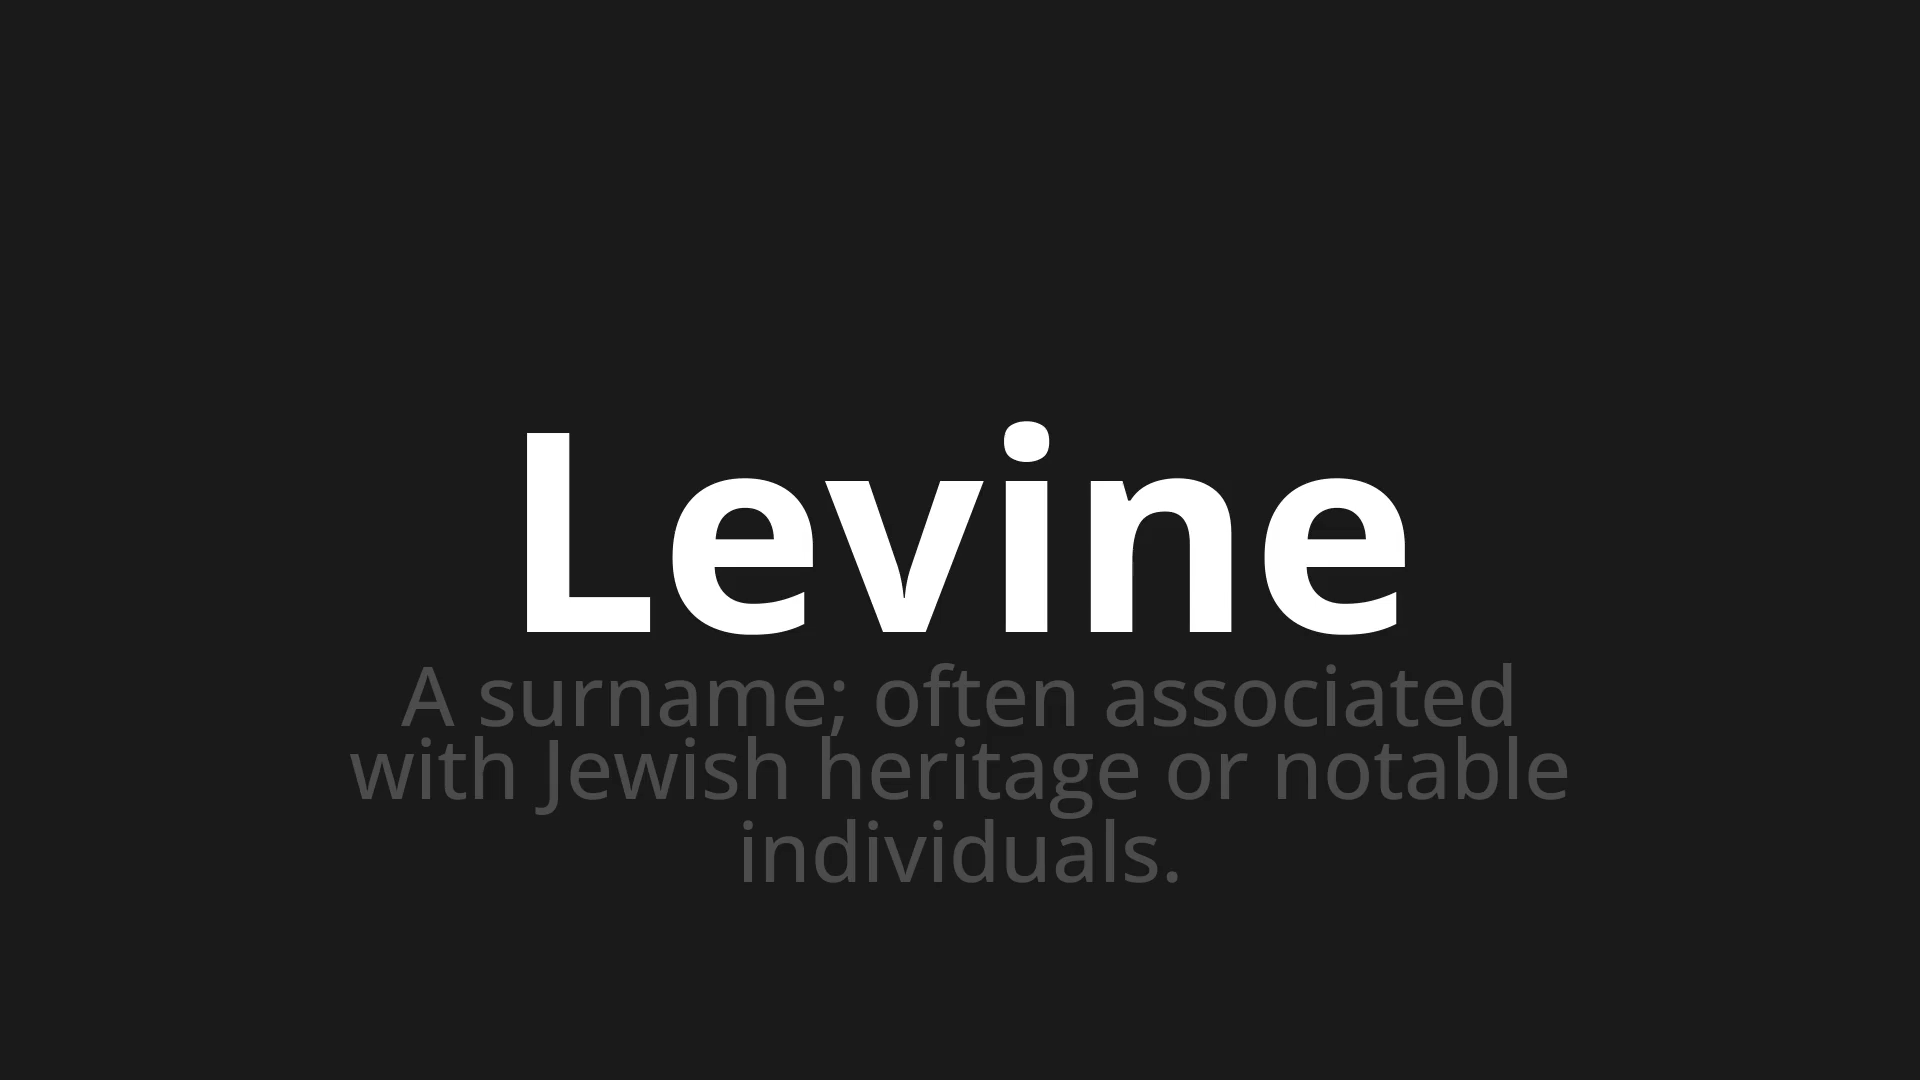 Levine
A surname; often associated
with Jewish heritage or notable
individuals.